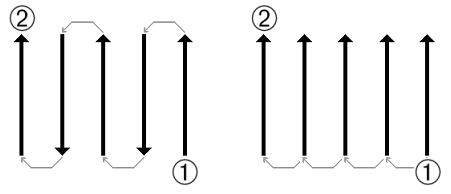 ② ②
① ①